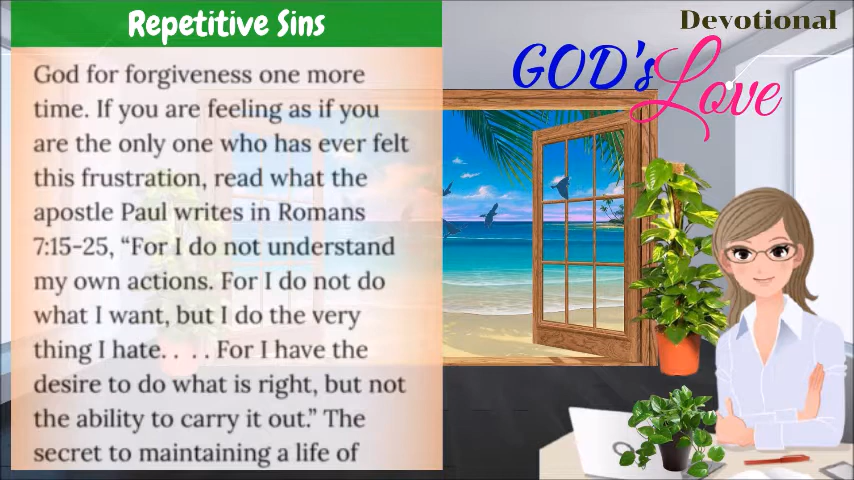 Repetitive Sins
God for forgiveness one more
time. If you are feeling as if you
are the only one who has ever felt
this frustration, read what the
apostle Paul writes in Romans
7:15-25, “For I do not understand
my own actions. For I do not do
what I want, but I do the very
thing I hate. . . . For I have the
desire to do what is right, but not
the ability to carry it out.” The
secret to maintaining a life of
Devotional
GOD's
Love